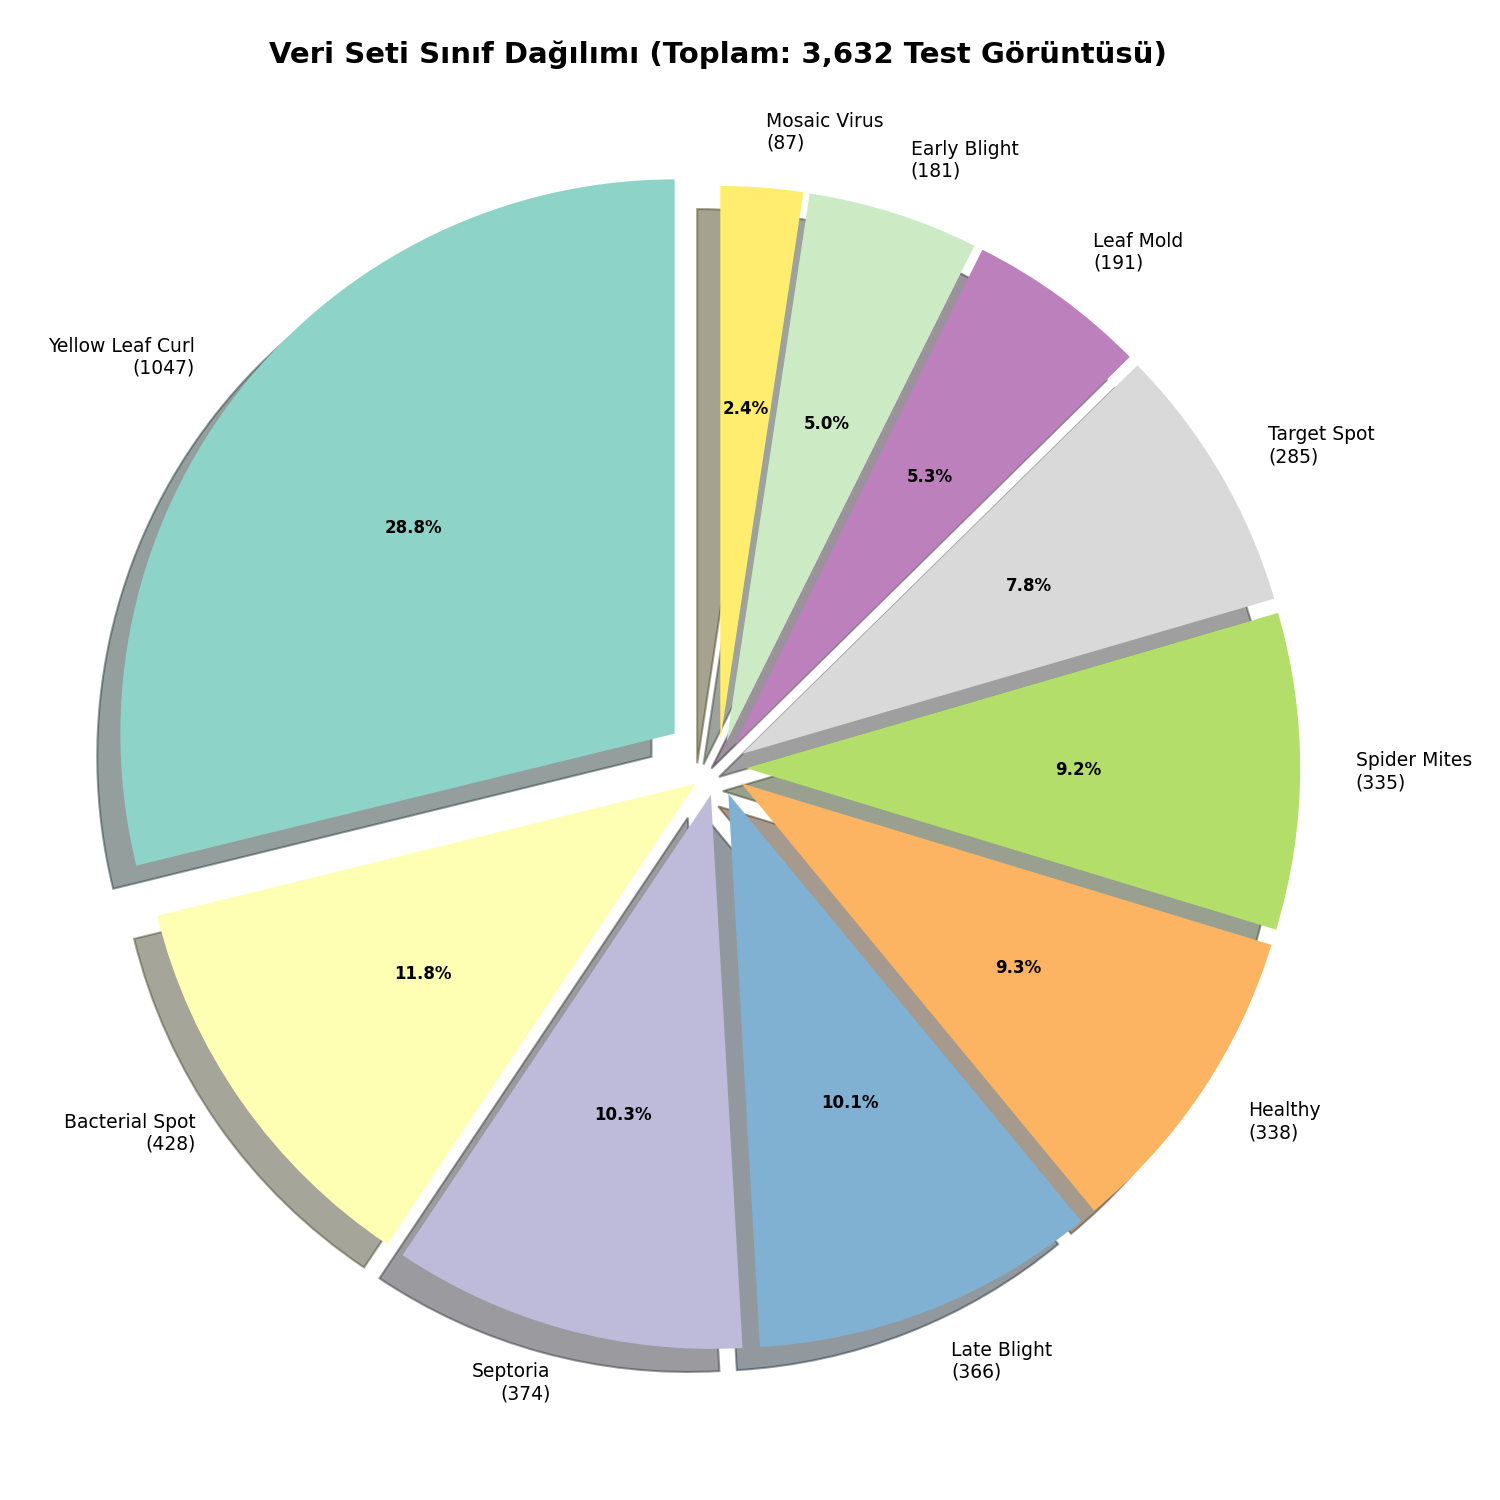 Veri Seti Sınıf Dağılımı (Toplam: 3,632 Test Görüntüsü)
Mosaic Virus
(87)
Early Blight
(181)
Leaf Mold
(191)
Yellow Leaf Curl
(1047)
2.4%
5.0%
Target Spot
(285)
5.3%
28.8%
7.8%
Spider Mites
(335)
9.2%
11.8%
9.3%
Bacterial Spot
(428)
10.3%
10.1%
Healthy
(338)
Septoria
(374)
Late Blight
(366)